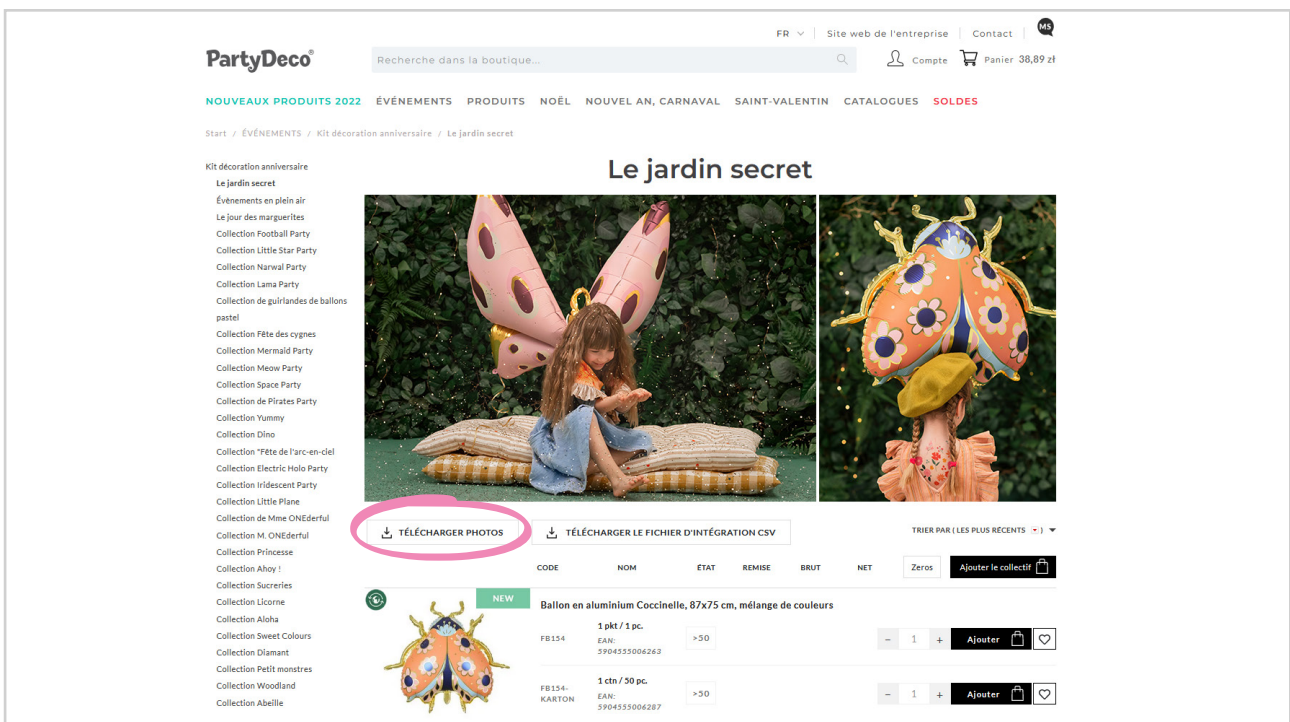 FR
Site web de l'entreprise
Contact
MS
PartyDeco®
Recherche dans la boutique...
Compte
Panier 38,89 zł
NOUVEAUX PRODUITS 2022 ÉVÉNEMENTS PRODUITS NOËL NOUVEL AN, CARNAVAL SAINT-VALENTIN CATALOGUES SOLDES
Start / ÉVÉNEMENTS / Kit décoration anniversaire / Le jardin secret
Kit décoration anniversaire
Le jardin secret
Évènements en plein air
Le jour des marguerites
Collection Football Party
Collection Little Star Party
Collection Narwal Party
Collection Lama Party
Collection de guirlandes de ballons
pastel
Collection Fête des cygnes
Collection Mermaid Party
Collection Meow Party
Collection Space Party
Collection de Pirates Party
Collection Yummy
Collection Dino
Collection "Fête de l'arc-en-ciel
Collection Electric Holo Party
Collection Iridescent Party
Collection Little Plane
Collection de Mme ONEderful
Collection M. ONEderful
Collection Princesse
Collection Ahoy !
Collection Sucreries
Collection Licorne
Collection Aloha
Collection Sweet Colours
Collection Diamant
Collection Petit monstres
Collection Woodland
Collection Abeille
Le jardin secret
TÉLÉCHARGER PHOTOS
TÉLÉCHARGER LE FICHIER D'INTÉGRATION CSV
TRIER PAR ( LES PLUS RÉCENTS )
CODE NOM ÉTAT REMISE BRUT NET
Zeros
Ajouter le collectif
NEW
Ballon en aluminium Coccinelle, 87x75 cm, mélange de couleurs
FB154
1 pkt / 1 pc.
EAN:
5904555006263
>50
- 1 + Ajouter
FB154-
KARTON
1 ctn / 50 pc.
EAN:
5904555006287
>50
- 1 + Ajouter